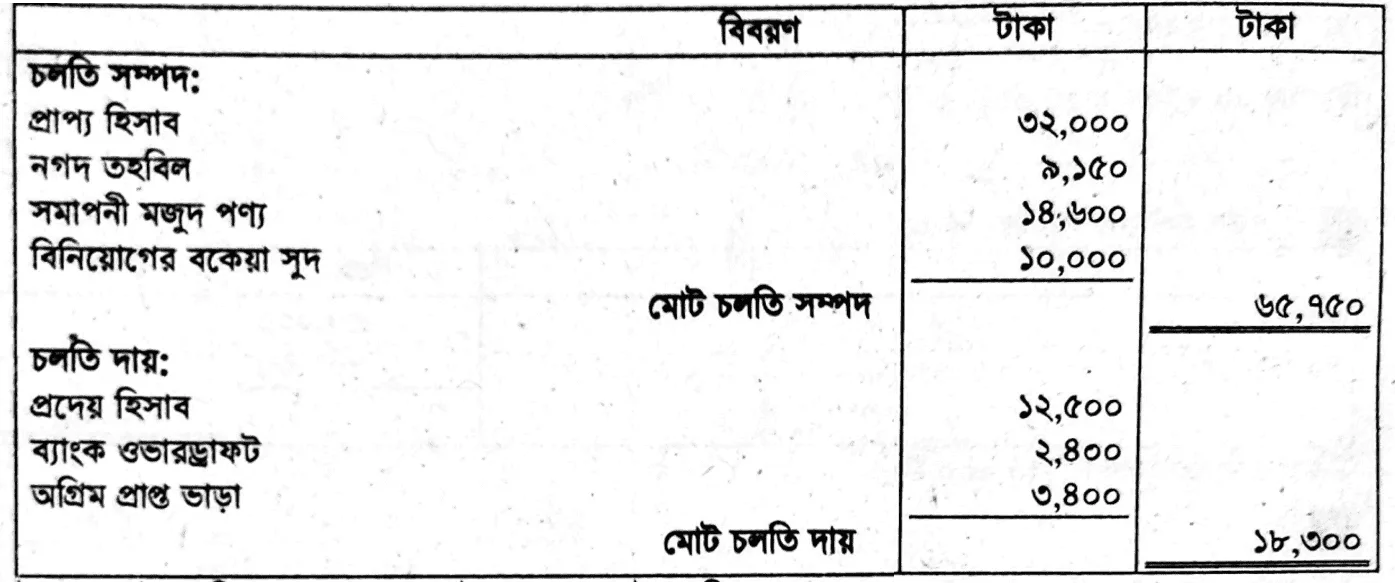 বিবরণ টাকা টাকা
চলতি সম্পদ:
প্রাপ্য হিসাব ৩২,০০০
নগদ তহবিল ৯,১৫০
সমাপনী মজুদ পণ্য ১৪,৬০০
বিনিয়োগের বকেয়া সুদ ১০,০০০
মোট চলতি সম্পদ ৬৫,৭৫০
চলতি দায়:
প্রদেয় হিসাব ১২,৫০০
ব্যাংক ওভারড্রাফট ২,৪০০
অগ্রিম প্রাপ্ত ভাড়া ৩,৪০০
মোট চলতি দায় ১৮,৩০০